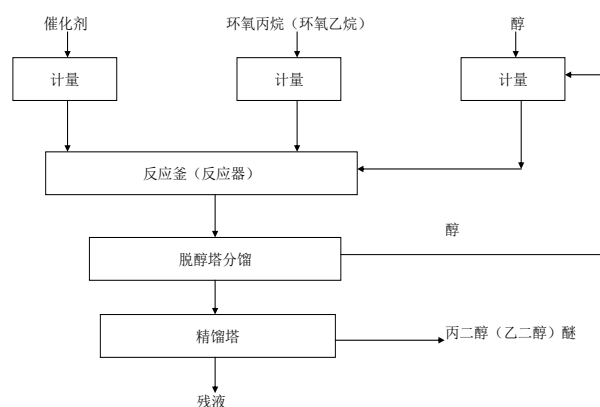 催化剂
环氧丙烷（环氧乙烷）
醇
计量
计量
计量
反应釜（反应器）
醇
脱醇塔分馏
精馏塔
丙二醇（乙二醇）醚
残液